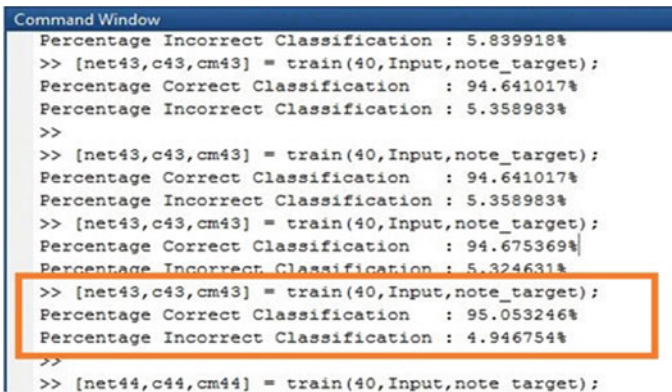 Command Window
Percentage Incorrect Classification : 5.839918%
>> [net43,c43,cm43] = train(40,Input,note_target);
Percentage Correct Classification   : 94.641017%
Percentage Incorrect Classification : 5.358983%
>>
>> [net43,c43,cm43] = train(40,Input,note_target);
Percentage Correct Classification   : 94.641017%
Percentage Incorrect Classification : 5.358983%
>> [net43,c43,cm43] = train(40,Input,note_target);
Percentage Correct Classification   : 94.675369%
Percentage Incorrect Classification : 5.324631%
>> [net43,c43,cm43] = train(40,Input,note_target);
Percentage Correct Classification   : 95.053246%
Percentage Incorrect Classification : 4.946754%
>>
>> [net44,c44,cm44] = train(40,Input,note_target);